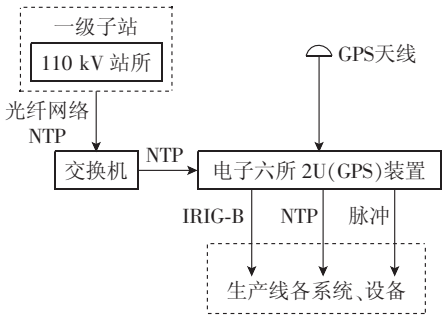 一级子站
110 kV 站所
GPS天线
光纤网络
NTP
NTP
交换机
电子六所 2U(GPS)装置
IRIG-B
NTP
脉冲
生产线各系统、设备